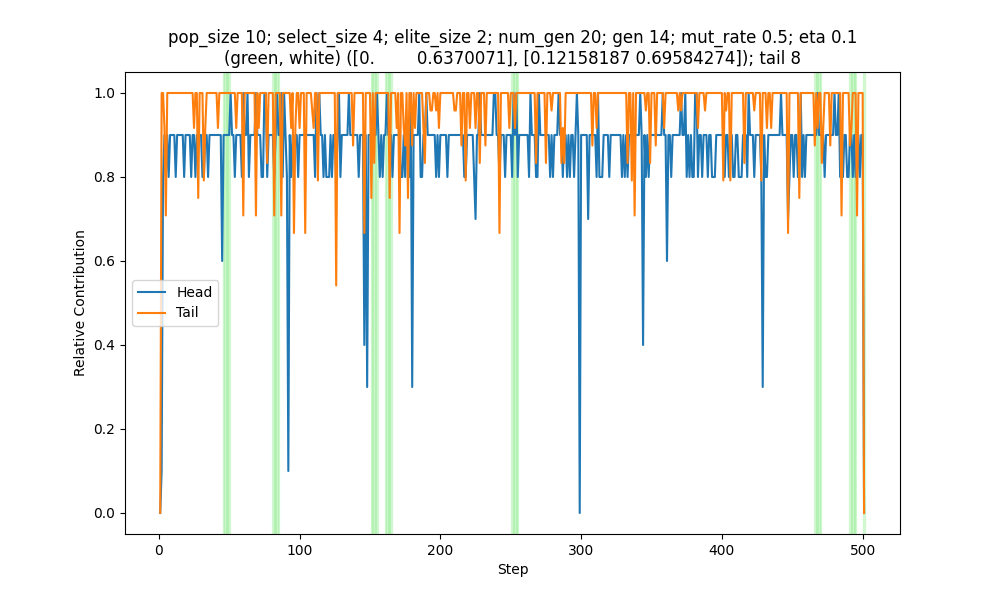 pop_size 10; select_size 4; elite_size 2; num_gen 20; gen 14; mut_rate 0.5; eta 0.1
(green, white) ([0.        0.6370071], [0.12158187 0.69584274]); tail 8
1.0
0.8
0.6
0.4
0.2
0.0
Relative Contribution
Head
Tail
0 100 200 300 400 500
Step